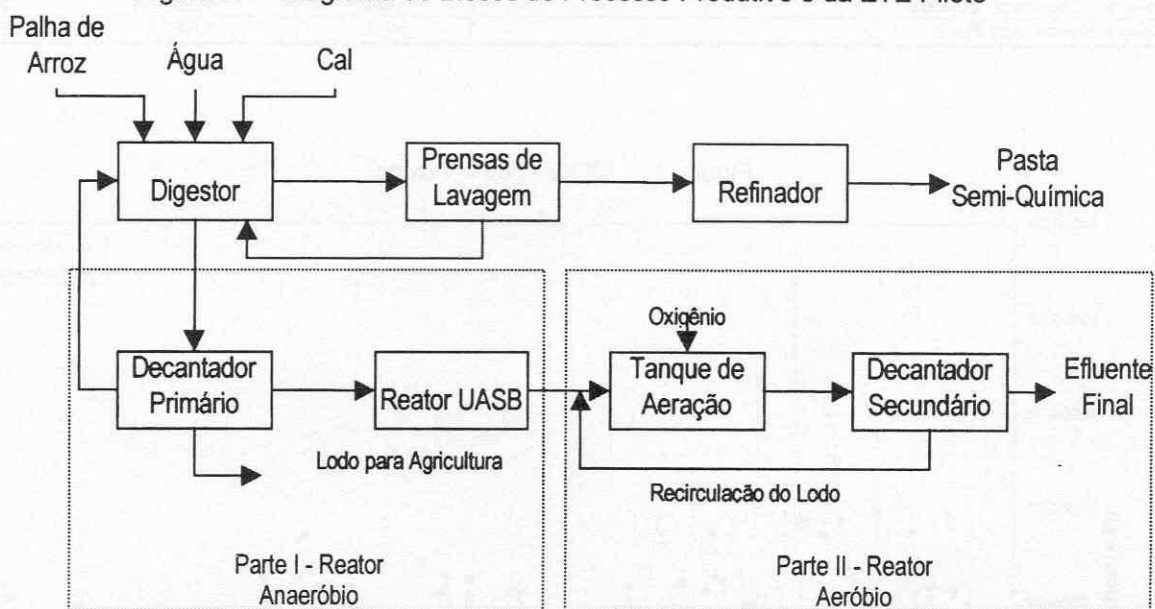 Palha de
Arroz
Água
Cal
Digestor
Prensas de
Lavagem
Refinador
Pasta
Semi-Química
Oxigênio
Decantador
Primário
Reator UASB
Tanque de
Aeração
Decantador
Secundário
Efluente
Final
Lodo para Agricultura
Recirculação do Lodo
Parte I - Reator
Anaeróbio
Parte II - Reator
Aeróbio